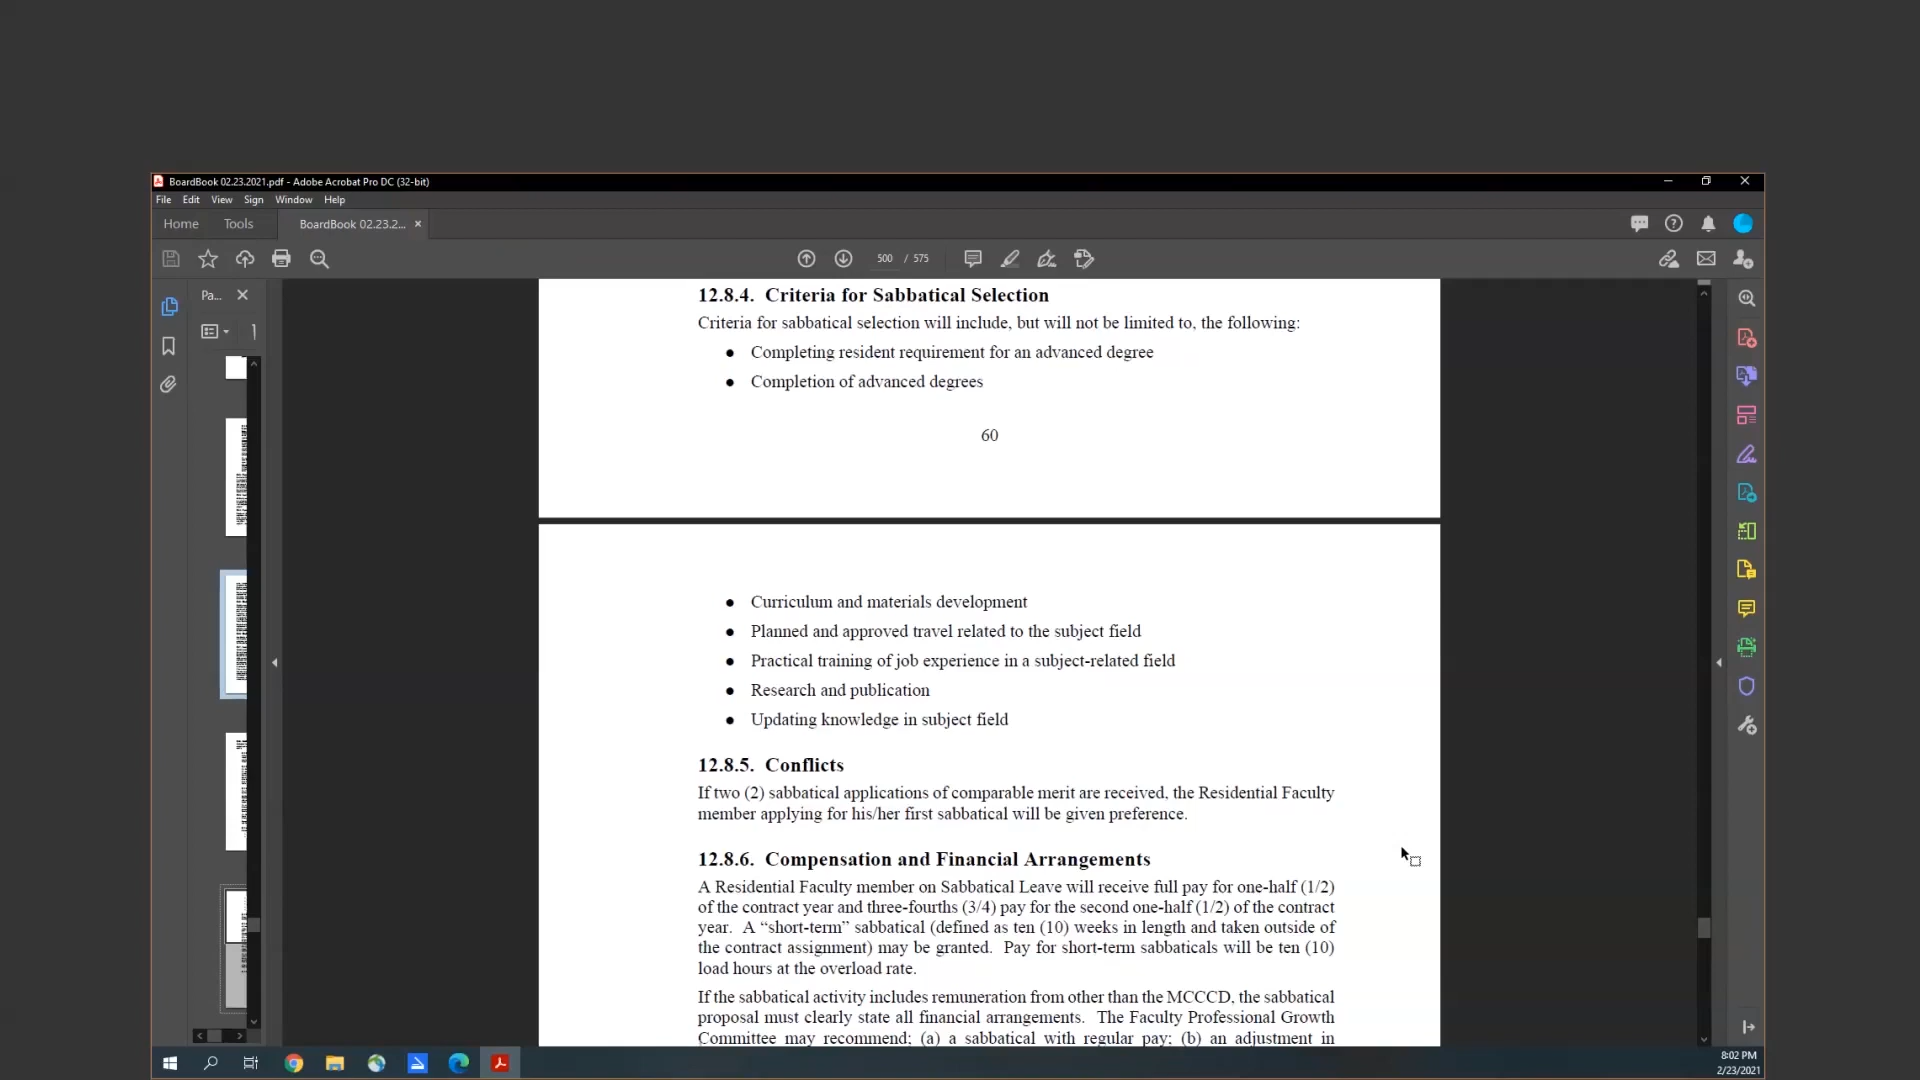 BoardBook 02.23.2021.pdf - Adobe Acrobat Pro DC (32-bit)
File Edit View Sign Window Help
Home Tools BoardBook 02.23.2...
500 / 575
Pa...
12.8.4. Criteria for Sabbatical Selection
Criteria for sabbatical selection will include, but will not be limited to, the following:
● Completing resident requirement for an advanced degree
● Completion of advanced degrees
60
● Curriculum and materials development
● Planned and approved travel related to the subject field
● Practical training of job experience in a subject-related field
● Research and publication
● Updating knowledge in subject field
12.8.5. Conflicts
If two (2) sabbatical applications of comparable merit are received, the Residential Faculty
member applying for his/her first sabbatical will be given preference.
12.8.6. Compensation and Financial Arrangements
A Residential Faculty member on Sabbatical Leave will receive full pay for one-half (1/2)
of the contract year and three-fourths (3/4) pay for the second one-half (1/2) of the contract
year. A “short-term” sabbatical (defined as ten (10) weeks in length and taken outside of
the contract assignment) may be granted. Pay for short-term sabbaticals will be ten (10)
load hours at the overload rate.
If the sabbatical activity includes remuneration from other than the MCCCD, the sabbatical
proposal must clearly state all financial arrangements. The Faculty Professional Growth
Committee may recommend: (a) a sabbatical with regular pay; (b) an adjustment in
8:02 PM
2/23/2021